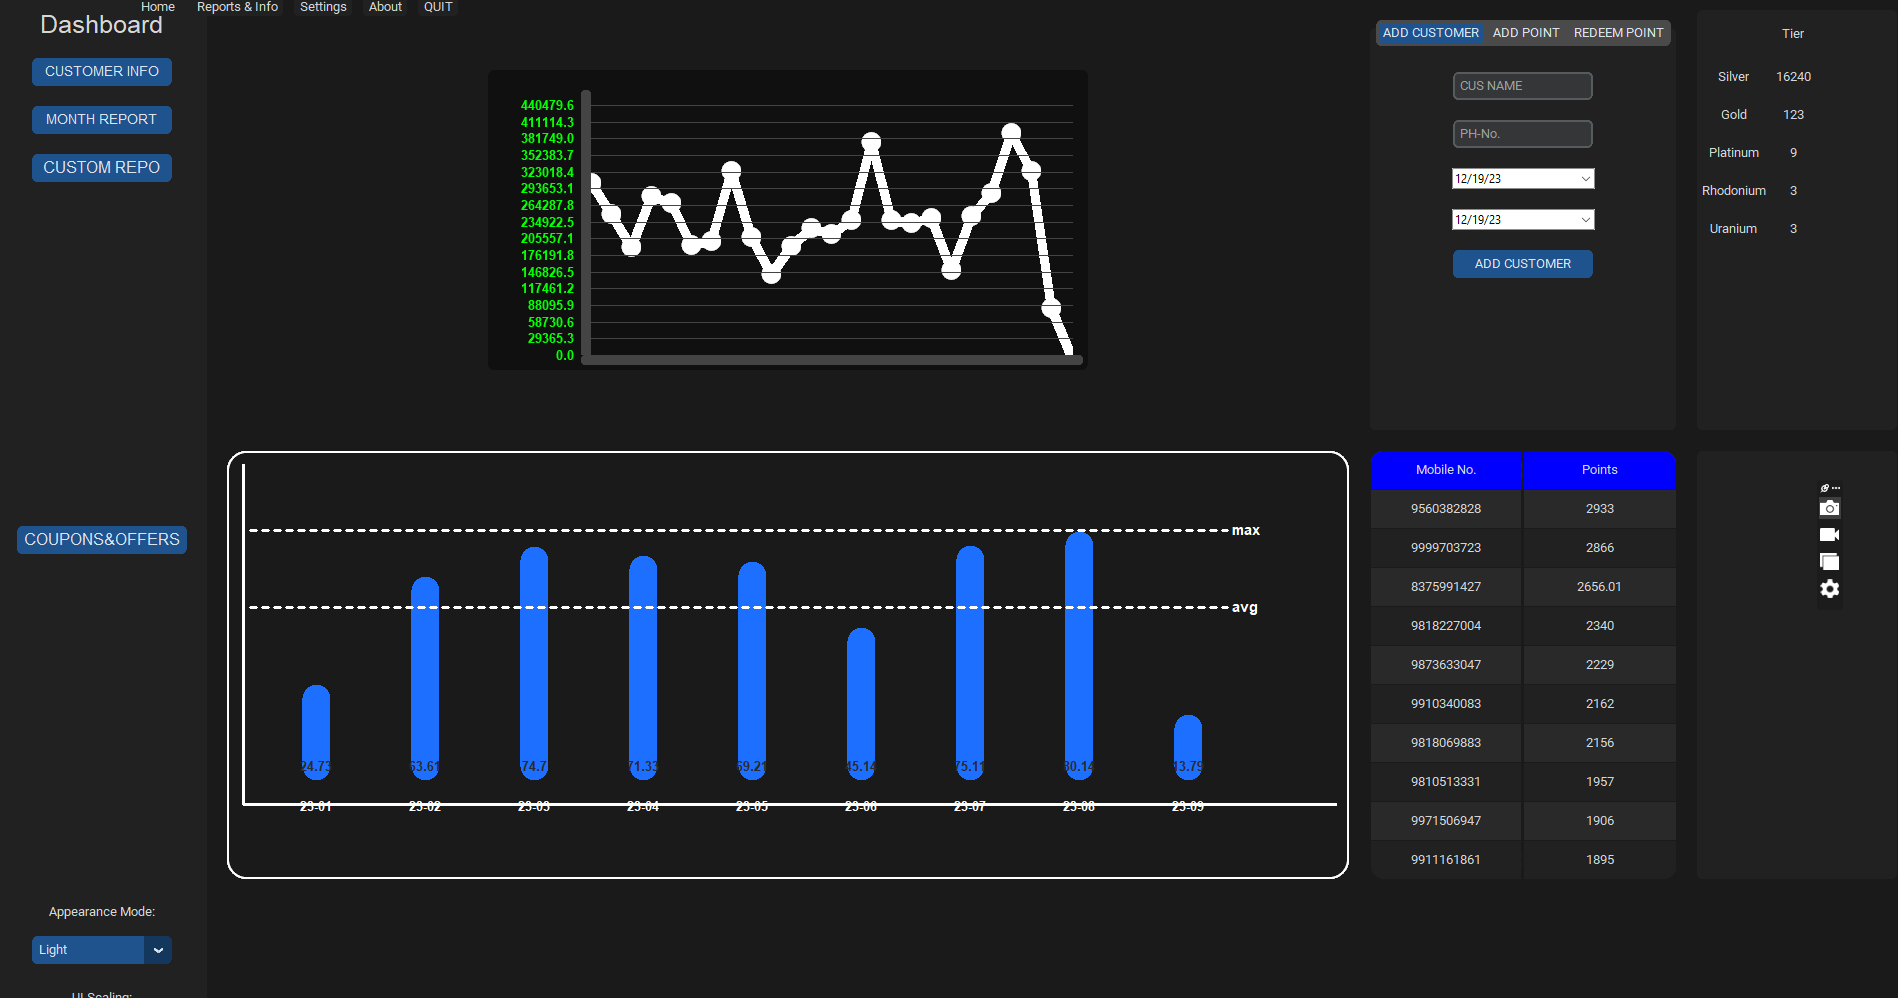 Home Reports & Info Settings About QUIT
Dashboard
CUSTOMER INFO
MONTH REPORT
CUSTOM REPO
COUPONS&OFFERS
Appearance Mode:
Light
UI Scaling:
440479.6
411114.3
381749.0
352383.7
323018.4
293653.1
264287.8
234922.5
205557.1
176191.8
146826.5
117461.2
88095.9
58730.6
29365.3
0.0
ADD CUSTOMER ADD POINT REDEEM POINT
CUS NAME
PH-No.
12/19/23
12/19/23
ADD CUSTOMER
Tier
Silver 16240
Gold 123
Platinum 9
Rhodonium 3
Uranium 3
max
avg
24.73 63.61 74.7 71.33 69.21 45.14 75.11 80.14 13.79
23-01 23-02 23-03 23-04 23-05 23-06 23-07 23-08 23-09
Mobile No. Points
9560382828 2933
9999703723 2866
8375991427 2656.01
9818227004 2340
9873633047 2229
9910340083 2162
9818069883 2156
9810513331 1957
9971506947 1906
9911161861 1895